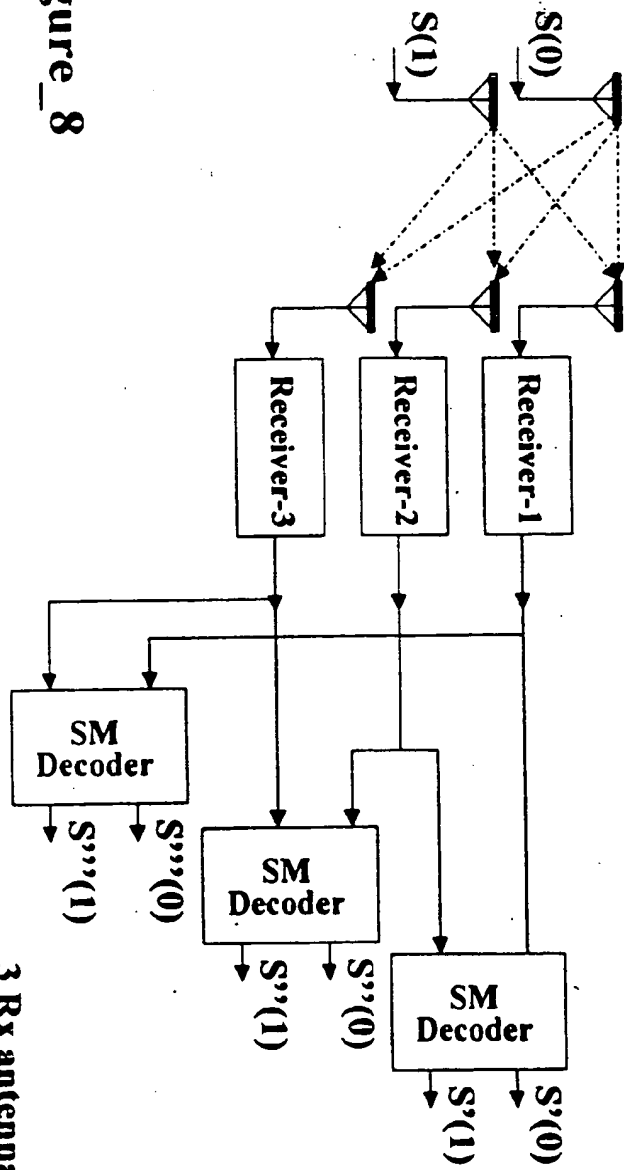 S(0)
S(1)
Receiver-1
Receiver-2
Receiver-3
SM
Decoder
S'(0)
S'(1)
SM
Decoder
S''(0)
S''(1)
SM
Decoder
S'''(0)
S'''(1)
gure_8
3 Rx antenna